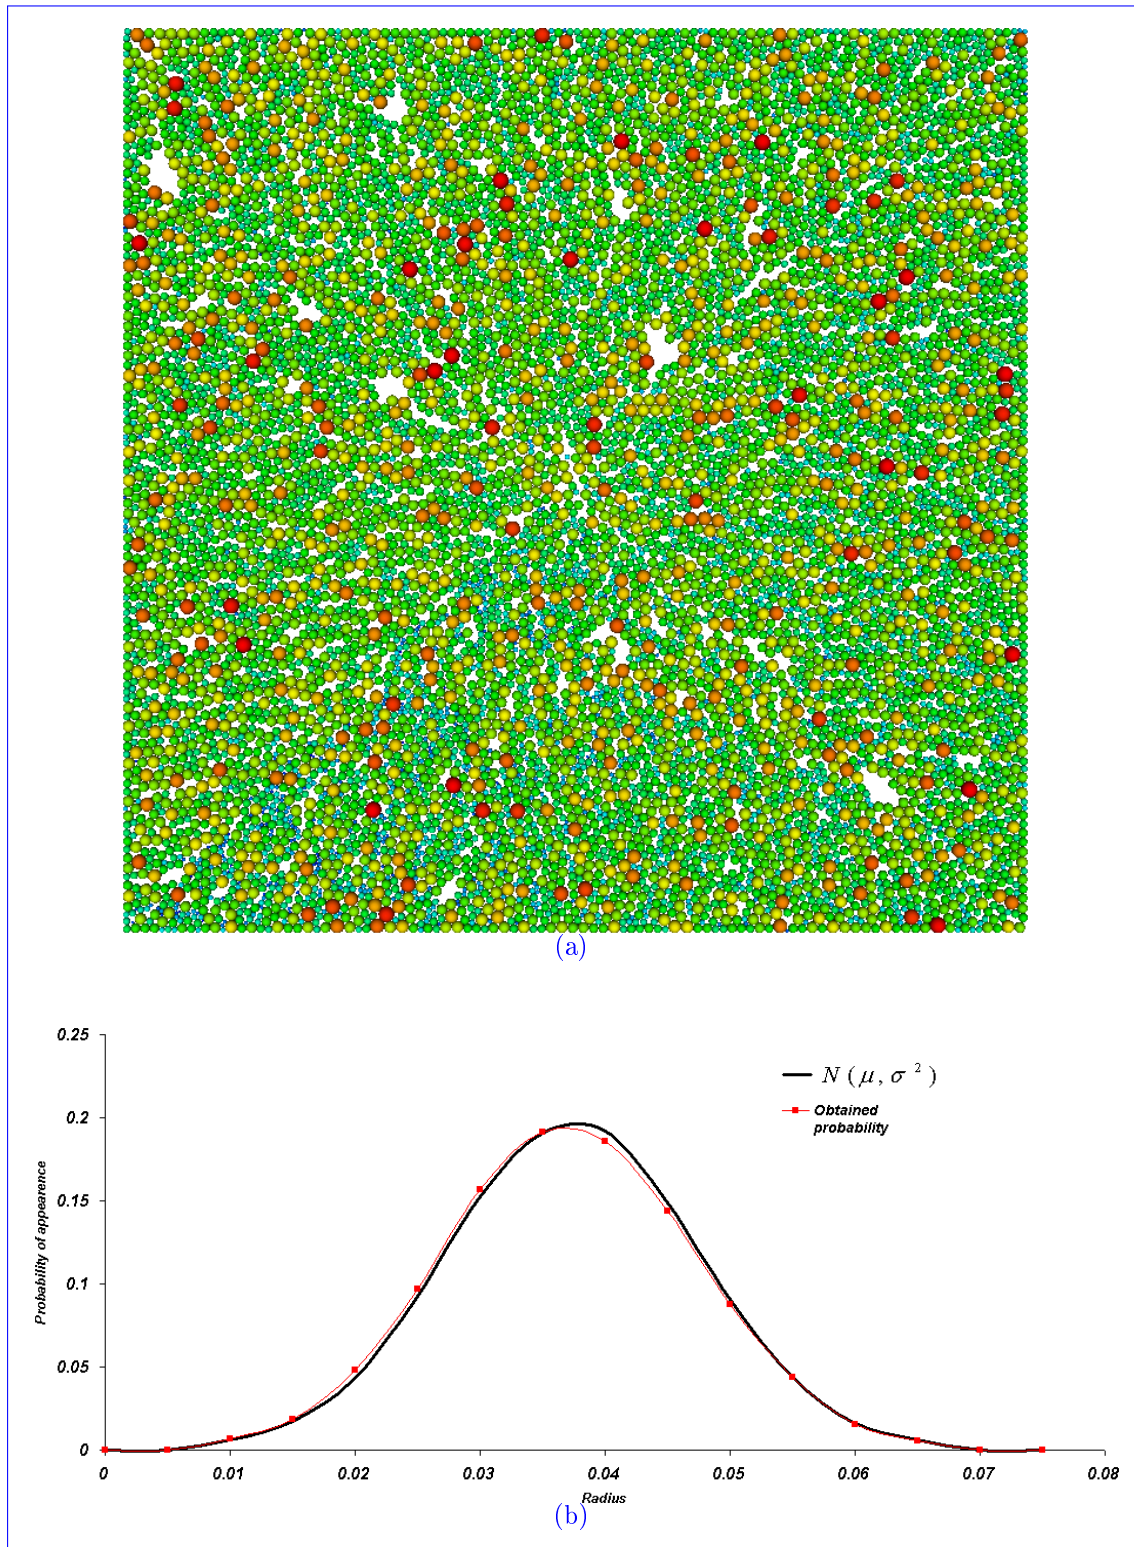 (a)
0.25
0.2
0.15
0.1
0.05
0
Probability of appearence
N ( μ , σ ² )
Obtained
probability
0 0.01 0.02 0.03 0.04 0.05 0.06 0.07 0.08
Radius
(b)